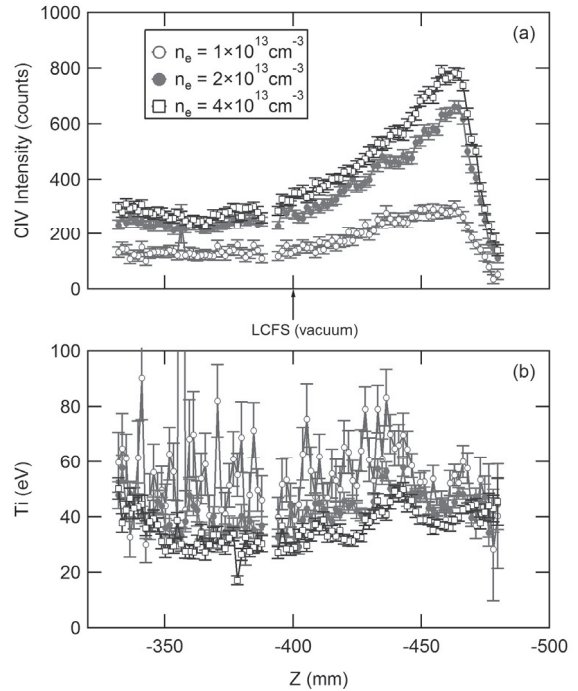 1000
(a)
nₑ = 1×10¹³cm⁻³
nₑ = 2×10¹³cm⁻³
nₑ = 4×10¹³cm⁻³
800
600
400
200
0
CIV Intensity (counts)
LCFS (vacuum)
100
(b)
80
60
40
20
0
Ti (eV)
-350
-400
-450
-500
Z (mm)